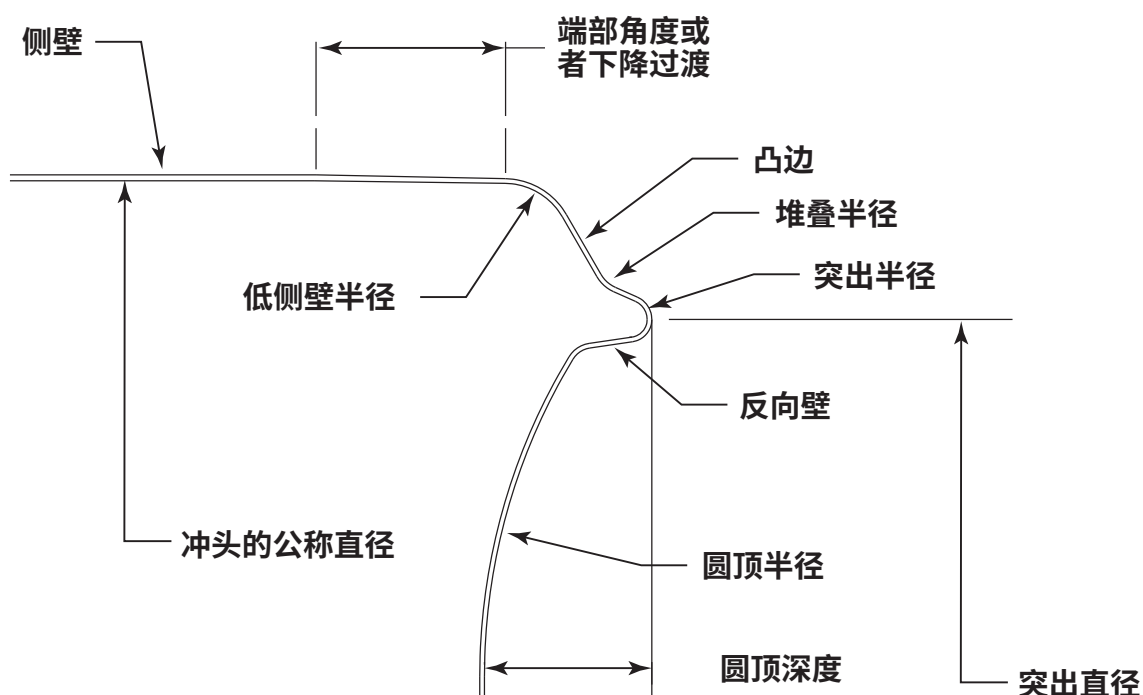 侧壁
端部角度或
者下降过渡
凸边
堆叠半径
突出半径
低侧壁半径
反向壁
冲头的公称直径
圆顶半径
圆顶深度
突出直径